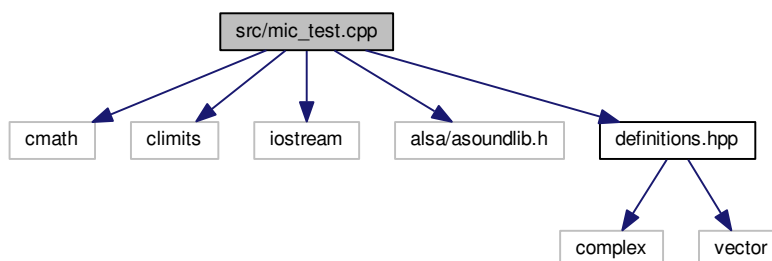 src/mic_test.cpp
cmath
climits
iostream
alsa/asoundlib.h
definitions.hpp
complex
vector